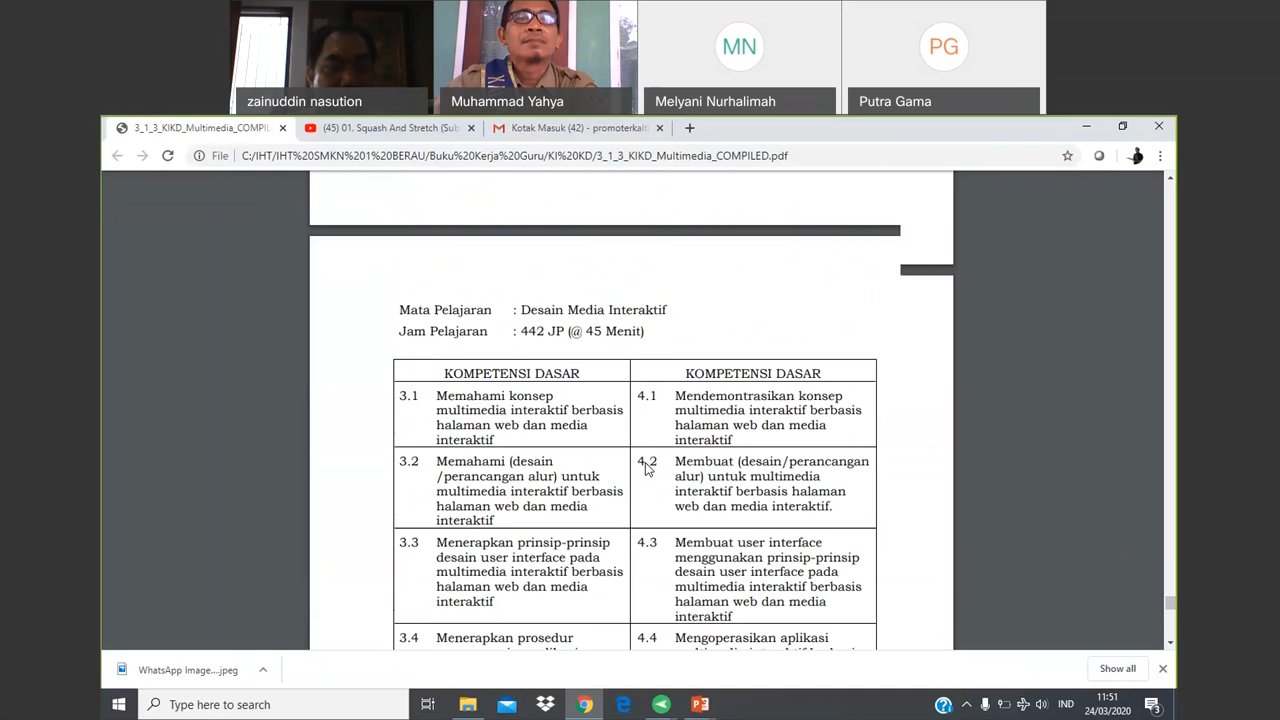 MN
PG
zainuddin nasution
Muhammad Yahya
Melyani Nurhalimah
Putra Gama
3_1_3_KIKD_Multimedia_COMPIL
(45) 01. Squash And Stretch (Sub
Kotak Masuk (42) - promoterkalti
File
C:/IHT/IHT%20SMKN%201%20BERAU/Buku%20Kerja%20Guru/KI%20KD/3_1_3_KIKD_Multimedia_COMPILED.pdf
Mata Pelajaran : Desain Media Interaktif
Jam Pelajaran : 442 JP (@ 45 Menit)
KOMPETENSI DASAR
KOMPETENSI DASAR
3.1 Memahami konsep
multimedia interaktif berbasis
halaman web dan media
interaktif
4.1 Mendemontrasikan konsep
multimedia interaktif berbasis
halaman web dan media
interaktif
3.2 Memahami (desain
/perancangan alur) untuk
multimedia interaktif berbasis
halaman web dan media
interaktif
4.2 Membuat (desain/perancangan
alur) untuk multimedia
interaktif berbasis halaman
web dan media interaktif.
3.3 Menerapkan prinsip-prinsip
desain user interface pada
multimedia interaktif berbasis
halaman web dan media
interaktif
4.3 Membuat user interface
menggunakan prinsip-prinsip
desain user interface pada
multimedia interaktif berbasis
halaman web dan media
interaktif
3.4 Menerapkan prosedur
4.4 Mengoperasikan aplikasi
WhatsApp Image....jpeg
Show all
Type here to search
IND
11:51
24/03/2020
3